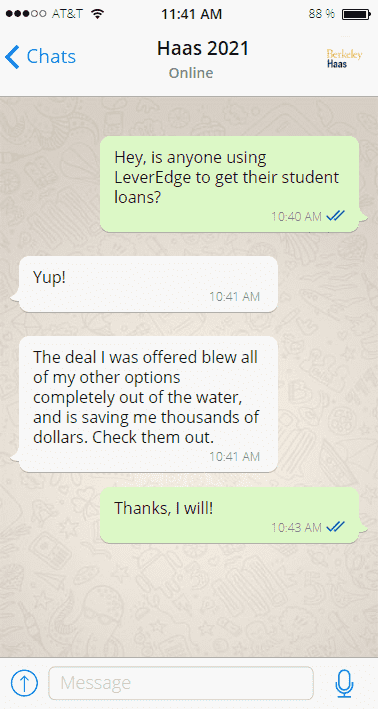 AT&T 11:41 AM 88 %
Chats Haas 2021 Berkeley
Online Haas
Hey, is anyone using
LeverEdge to get their student
loans?
10:40 AM
Yup!
10:41 AM
The deal I was offered blew all
of my other options
completely out of the water,
and is saving me thousands of
dollars. Check them out.
10:41 AM
Thanks, I will!
10:43 AM
Message